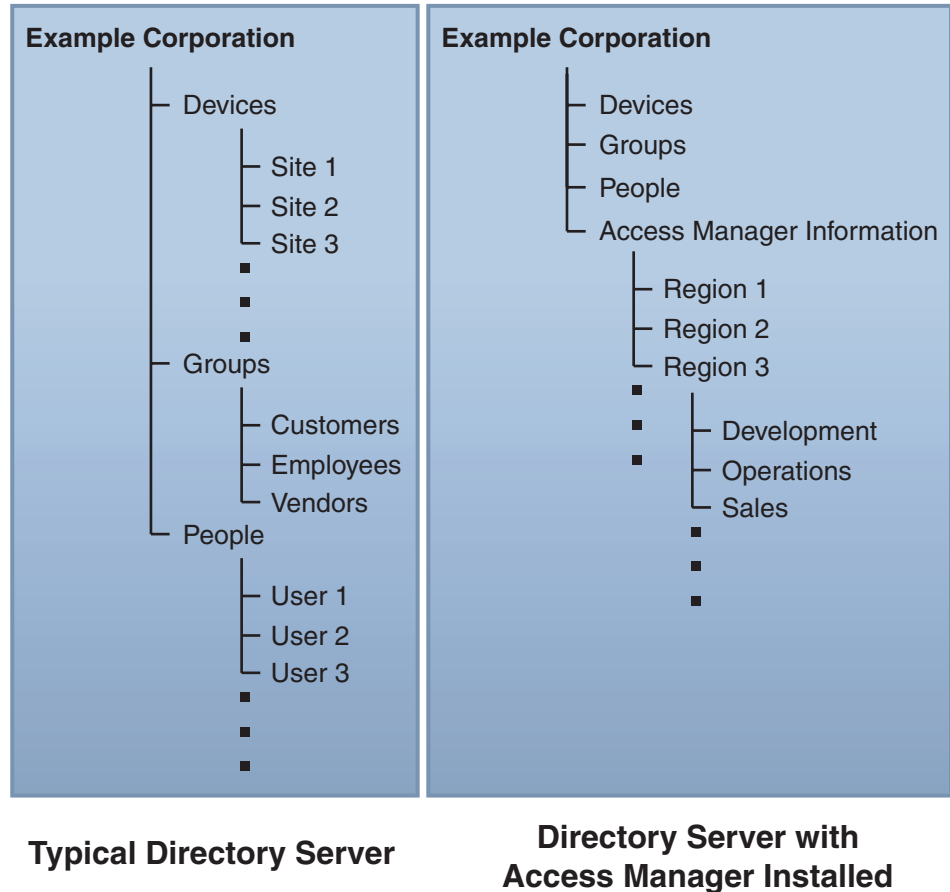 Example Corporation
Devices
Site 1
Site 2
Site 3
Groups
Customers
Employees
Vendors
People
User 1
User 2
User 3
Typical Directory Server
Example Corporation
Devices
Groups
People
Access Manager Information
Region 1
Region 2
Region 3
Development
Operations
Sales
Directory Server with
Access Manager Installed